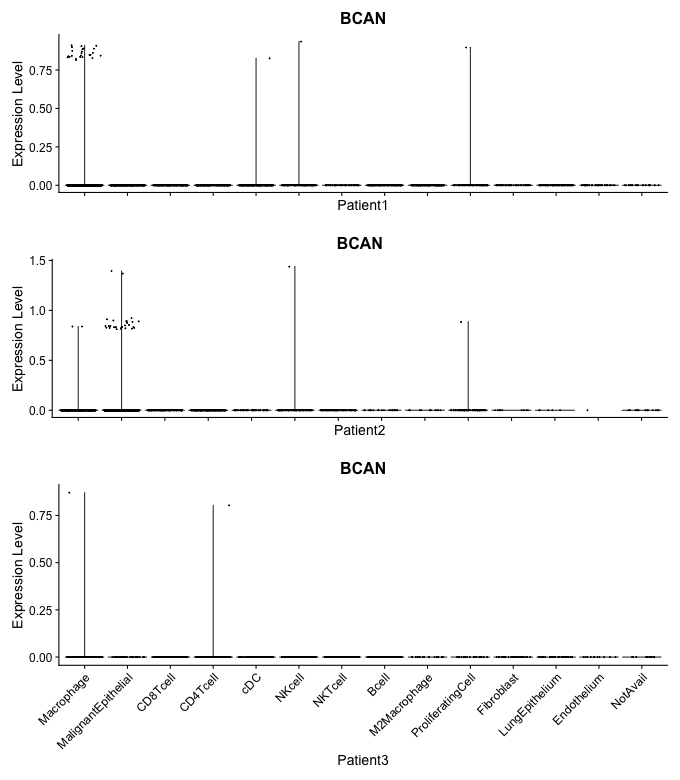 BCAN
Expression Level
0.75
0.50
0.25
0.00
Patient1
BCAN
Expression Level
1.5
1.0
0.5
0.0
Patient2
BCAN
Expression Level
0.75
0.50
0.25
0.00
Macrophage
MalignantEpithelial
CD8Tcell
CD4Tcell
cDC
NKcell
NKTcell
Bcell
M2Macrophage
ProliferatingCell
Fibroblast
LungEpithelium
Endothelium
NotAvail
Patient3